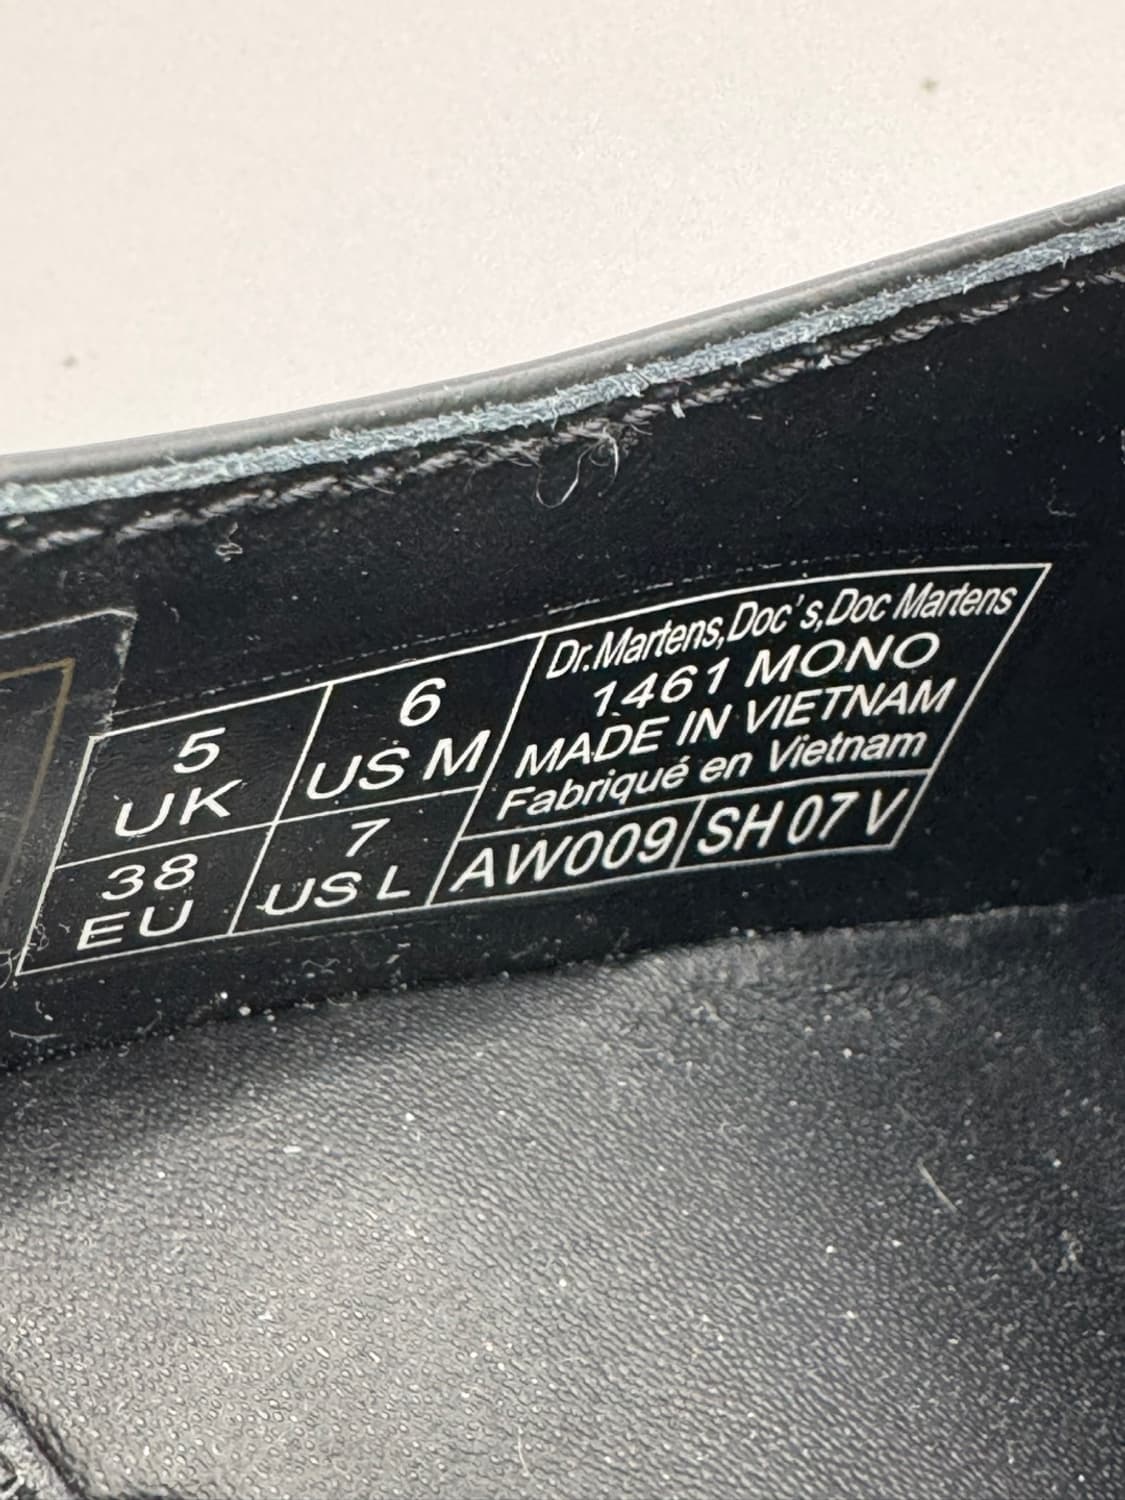 5
UK
6
US M
38
EU
7
US L
Dr.Martens,Doc's,Doc Martens
1461 MONO
MADE IN VIETNAM
Fabriqué en Vietnam
AW009
SH 07 V